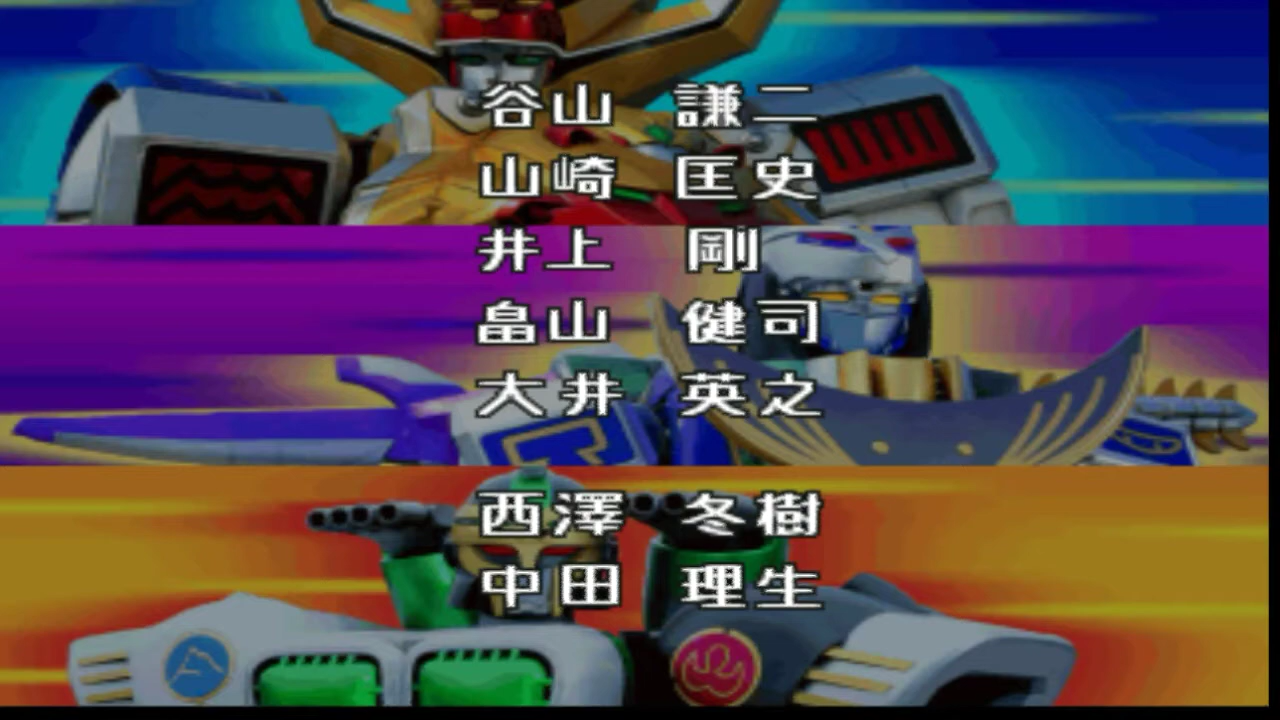 谷山　謙二
山崎　匡史
井上　剛
畠山　健司
大井　英之
西澤　冬樹
中田　理生